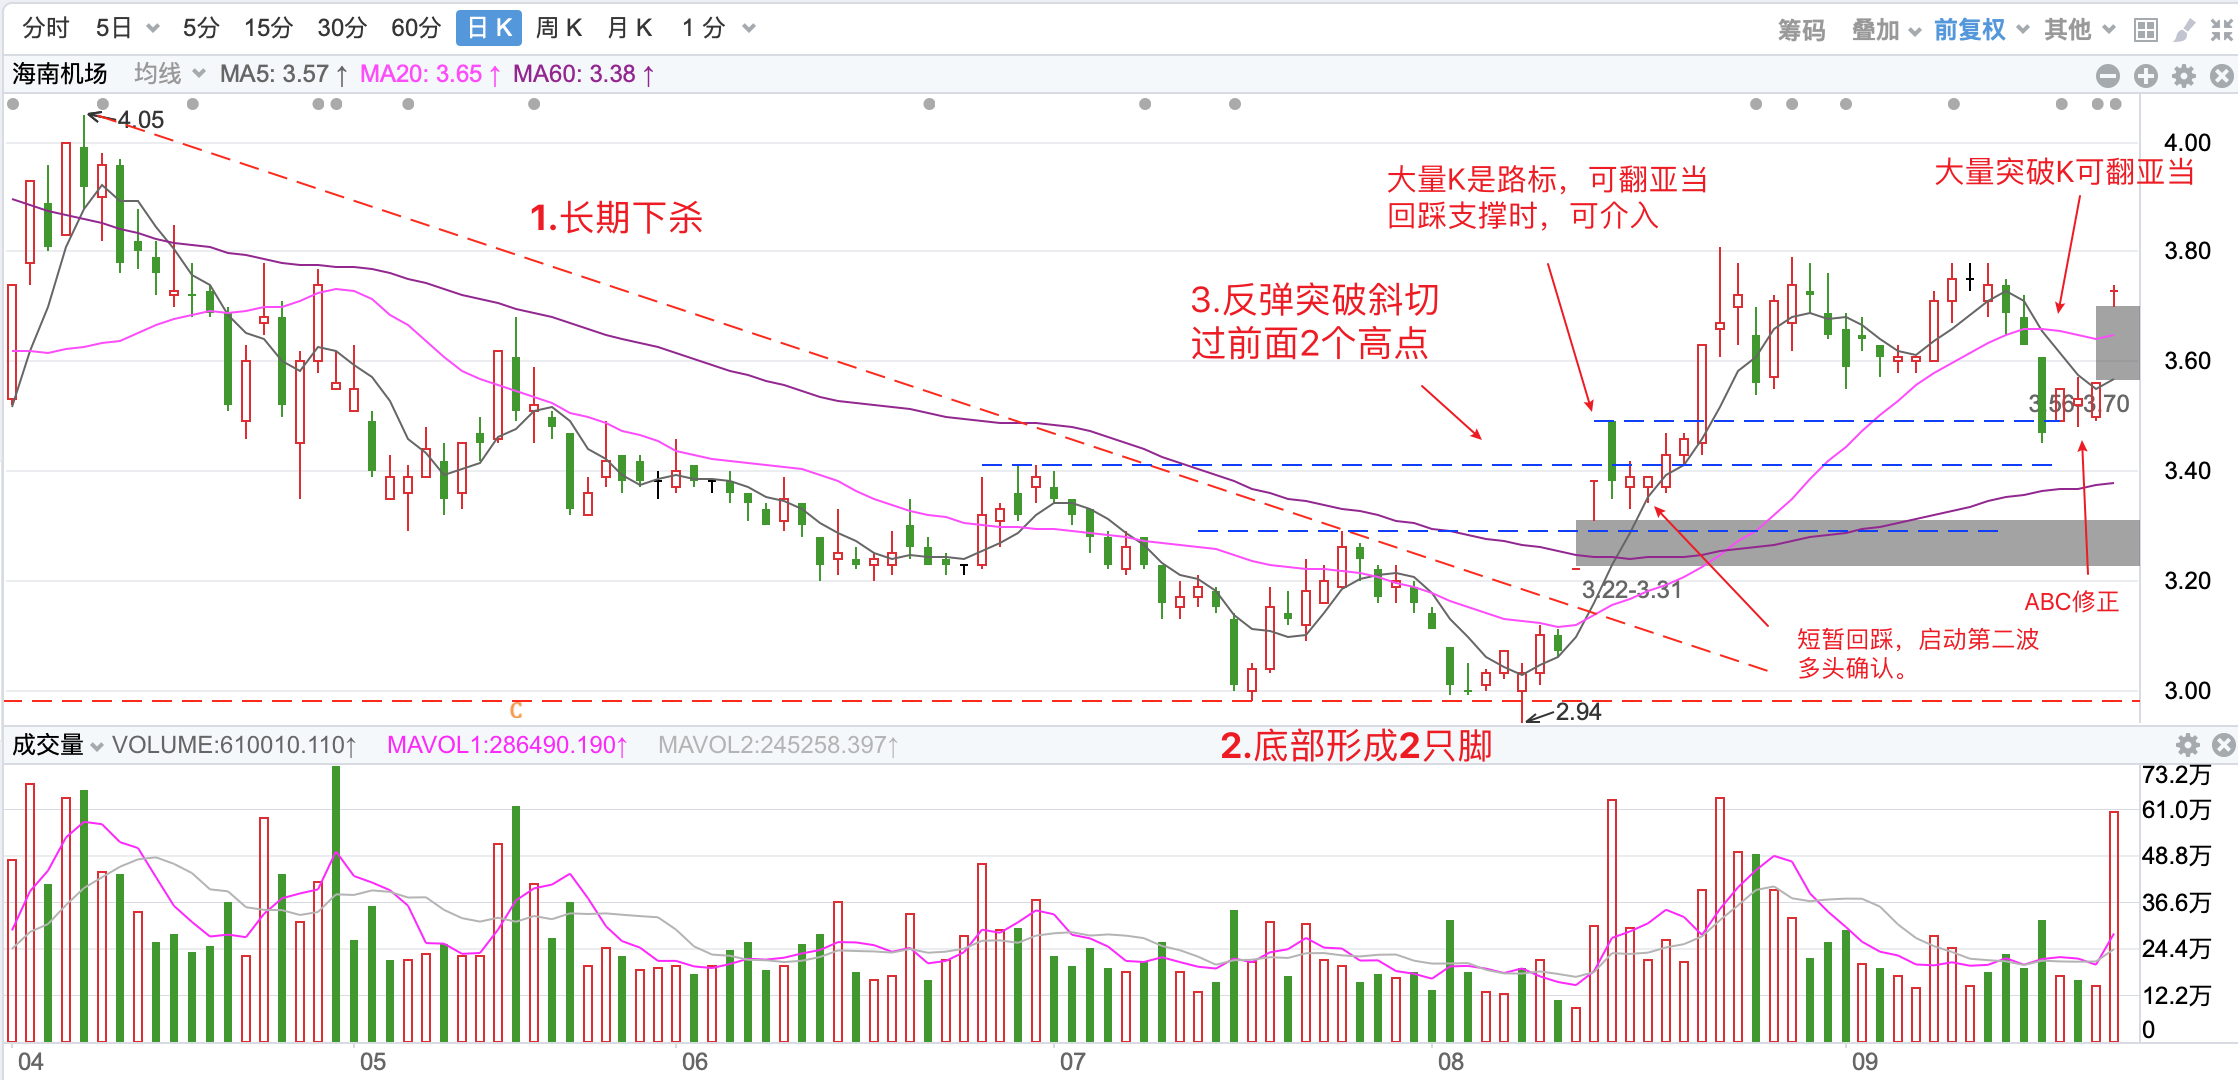 分时 5日 5分 15分 30分 60分 日K 周K 月K 1分 筹码 叠加 前复权 其他
海南机场 均线 MA5: 3.57↑ MA20: 3.65↑ MA60: 3.38↑
4.05
4.00
大量突破K可翻亚当
大量K是路标，可翻亚当
回踩支撑时，可介入
1.长期下杀
3.80
3.反弹突破斜切
过前面2个高点
3.60
3.56-3.70
3.40
3.20
3.22-3.31
ABC修正
短暂回踩，启动第二波
多头确认。
3.00
C
2.94
成交量 VOLUME:610010.110↑ MAVOL1:286490.190↑ MAVOL2:245258.397↑
2.底部形成2只脚
73.2万
61.0万
48.8万
36.6万
24.4万
12.2万
0
04 05 06 07 08 09